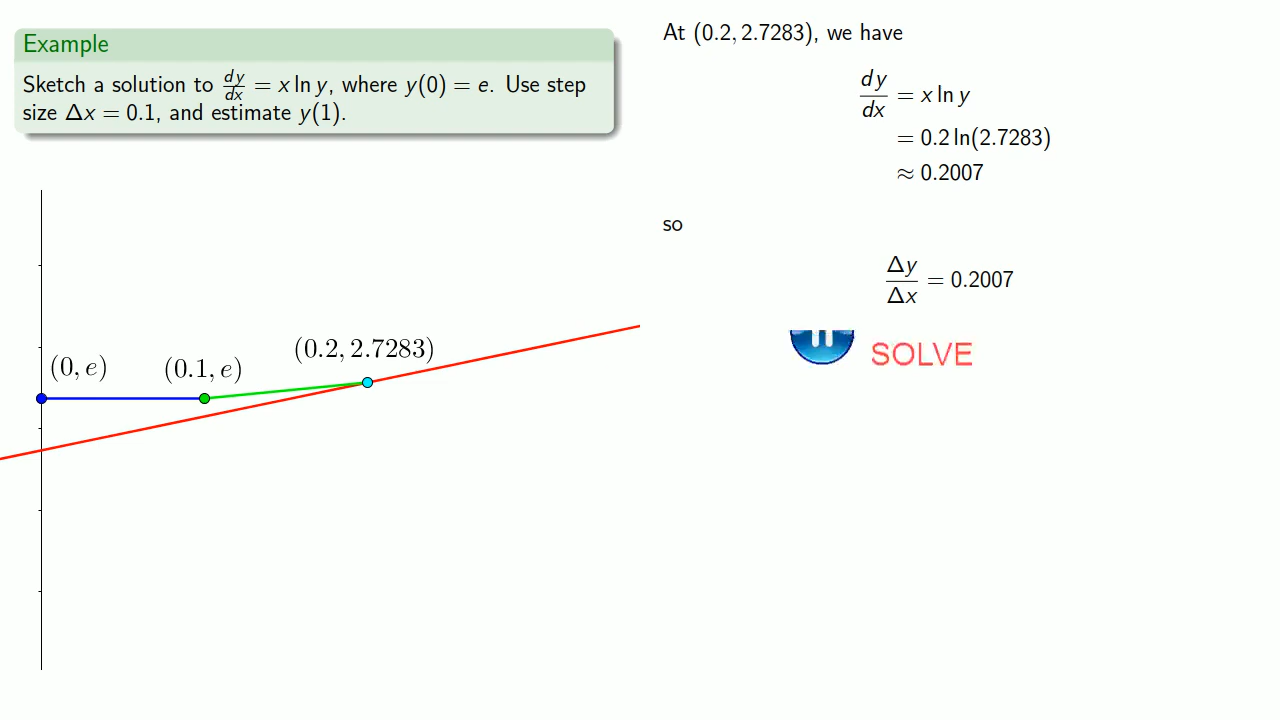 Example
Sketch a solution to dy/dx = x ln y, where y(0) = e. Use step
size Δx = 0.1, and estimate y(1).
(0, e)
(0.1, e)
(0.2, 2.7283)
At (0.2, 2.7283), we have
dy/dx = x ln y
= 0.2 ln(2.7283)
≈ 0.2007
so
Δy/Δx = 0.2007
SOLVE